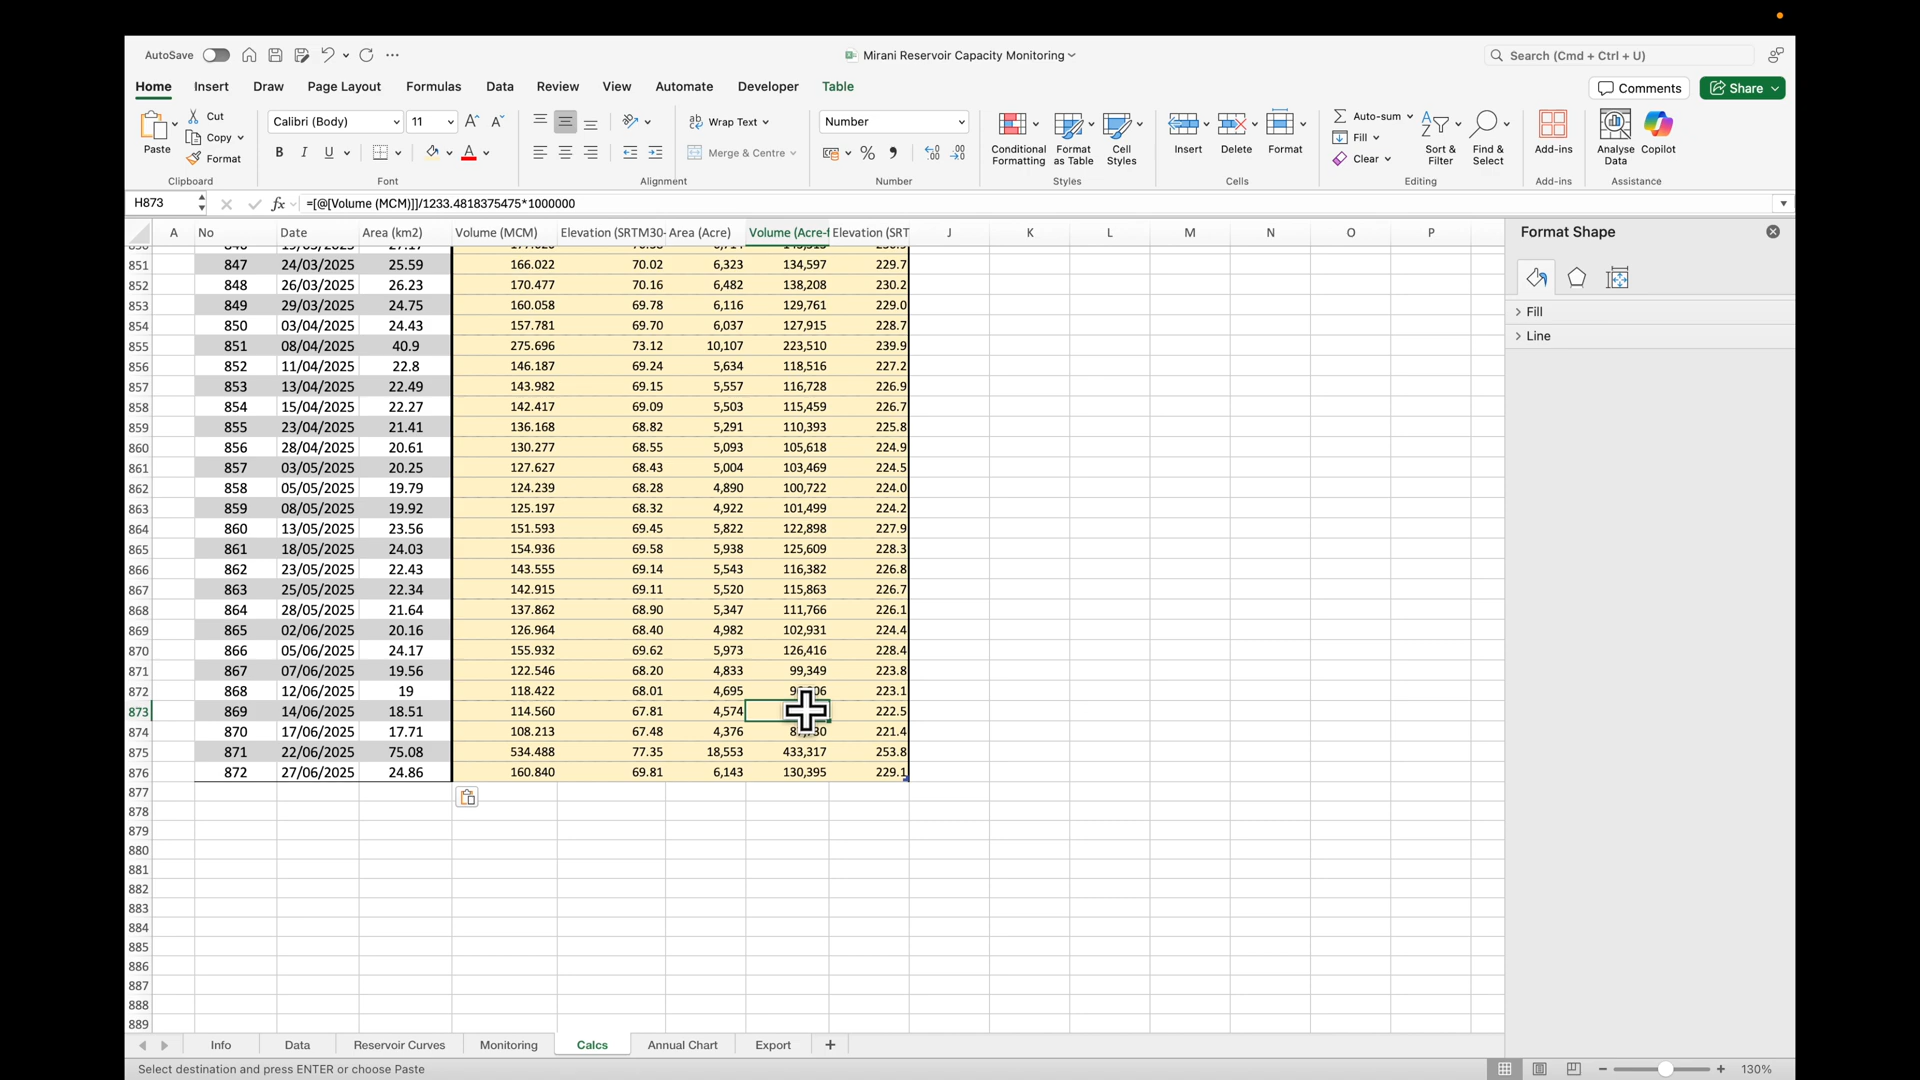 AutoSave
Mirani Reservoir Capacity Monitoring
Search (Cmd + Ctrl + U)
Home Insert Draw Page Layout Formulas Data Review View Automate Developer Table
Comments Share
Paste Cut Copy Format
Calibri (Body) 11
B I U
Wrap Text
Merge & Centre
Number
Conditional Formatting
Format as Table
Cell Styles
Insert Delete Format
Auto-sum Fill Clear
Sort & Filter
Find & Select
Add-ins
Analyse Data
Copilot
Clipboard Font Alignment Number Styles Cells Editing Add-ins Assistance
H873 fx =[@[Volume (MCM)]]/1233.4818375475*1000000
A No Date Area (km2) Volume (MCM) Elevation (SRTM30- Area (Acre) Volume (Acre-f Elevation (SRT J K L M N O P
851 847 24/03/2025 25.59 166.022 70.02 6,323 134,597 229.7
852 848 26/03/2025 26.23 170.477 70.16 6,482 138,208 230.2
853 849 29/03/2025 24.75 160.058 69.78 6,116 129,761 229.0
854 850 03/04/2025 24.43 157.781 69.70 6,037 127,915 228.7
855 851 08/04/2025 40.9 275.696 73.12 10,107 223,510 239.9
856 852 11/04/2025 22.8 146.187 69.24 5,634 118,516 227.2
857 853 13/04/2025 22.49 143.982 69.15 5,557 116,728 226.9
858 854 15/04/2025 22.27 142.417 69.09 5,503 115,459 226.7
859 855 23/04/2025 21.41 136.168 68.82 5,291 110,393 225.8
860 856 28/04/2025 20.61 130.277 68.55 5,093 105,618 224.9
861 857 03/05/2025 20.25 127.627 68.43 5,004 103,469 224.5
862 858 05/05/2025 19.79 124.239 68.28 4,890 100,722 224.0
863 859 08/05/2025 19.92 125.197 68.32 4,922 101,499 224.2
864 860 13/05/2025 23.56 151.593 69.45 5,822 122,898 227.9
865 861 18/05/2025 24.03 154.936 69.58 5,938 125,609 228.3
866 862 23/05/2025 22.43 143.555 69.14 5,543 116,382 226.8
867 863 25/05/2025 22.34 142.915 69.11 5,520 115,863 226.7
868 864 28/05/2025 21.64 137.862 68.90 5,347 111,766 226.1
869 865 02/06/2025 20.16 126.964 68.40 4,982 102,931 224.4
870 866 05/06/2025 24.17 155.932 69.62 5,973 126,416 228.4
871 867 07/06/2025 19.56 122.546 68.20 4,833 99,349 223.8
872 868 12/06/2025 19 118.422 68.01 4,695 223.1
873 869 14/06/2025 18.51 114.560 67.81 4,574 222.5
874 870 17/06/2025 17.71 108.213 67.48 4,376 221.4
875 871 22/06/2025 75.08 534.488 77.35 18,553 433,317 253.8
876 872 27/06/2025 24.86 160.840 69.81 6,143 130,395 229.1
877
878
879
880
881
882
883
884
885
886
887
888
889
Format Shape
Fill
Line
Info Data Reservoir Curves Monitoring Calcs Annual Chart Export
Select destination and press ENTER or choose Paste
130%